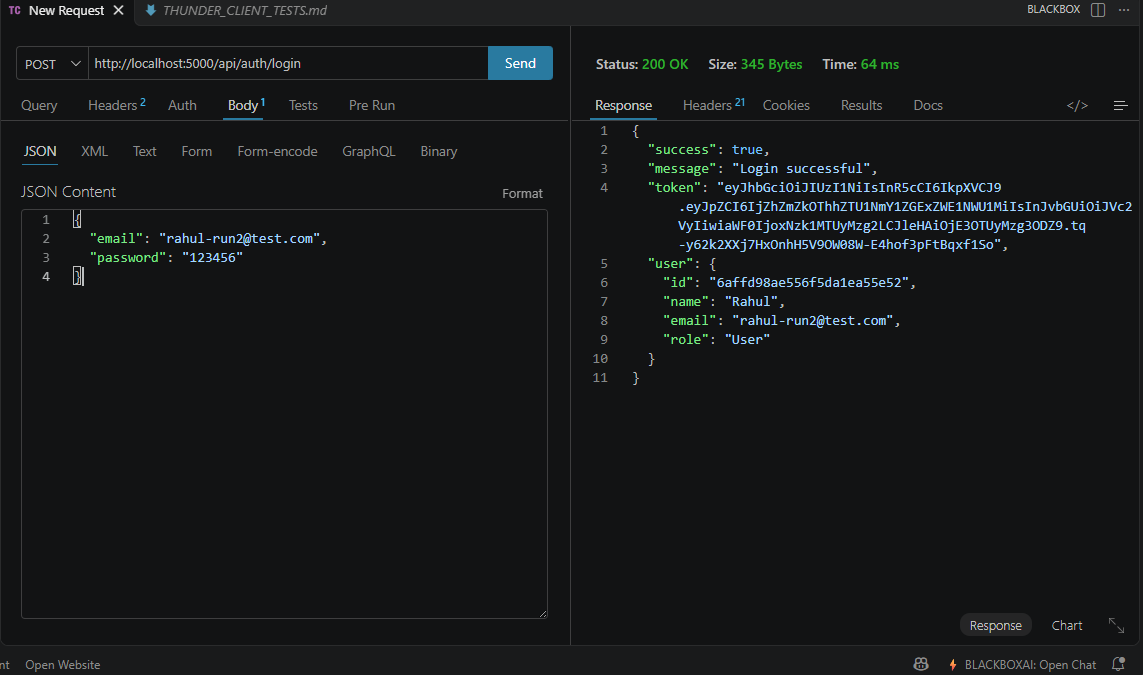 TC New Request
THUNDER_CLIENT_TESTS.md
BLACKBOX
POST
http://localhost:5000/api/auth/login
Send
Query
Headers 2
Auth
Body 1
Tests
Pre Run
JSON
XML
Text
Form
Form-encode
GraphQL
Binary
JSON Content
Format
1 {
2 "email": "rahul-run2@test.com",
3 "password": "123456"
4 }
Status: 200 OK
Size: 345 Bytes
Time: 64 ms
Response
Headers 21
Cookies
Results
Docs
</>
1 {
2 "success": true,
3 "message": "Login successful",
4 "token": "eyJhbGciOiJIUzI1NiIsInR5cCI6IkpXVCJ9
.eyJpZCI6IjZhZmZkOThhZTU1NmY1ZGExZWE1NWU1MiIsInJvbGUiOiJVc2
VyIiwiaWF0IjoxNzk1MTUyMzg2LCJleHAiOjE3OTUyMzg3ODZ9.tq
-y62k2XXj7HxOnhH5V9OW08W-E4hof3pFtBqxf1So",
5 "user": {
6 "id": "6affd98ae556f5da1ea55e52",
7 "name": "Rahul",
8 "email": "rahul-run2@test.com",
9 "role": "User"
10 }
11 }
Response
Chart
nt
Open Website
BLACKBOXAI: Open Chat